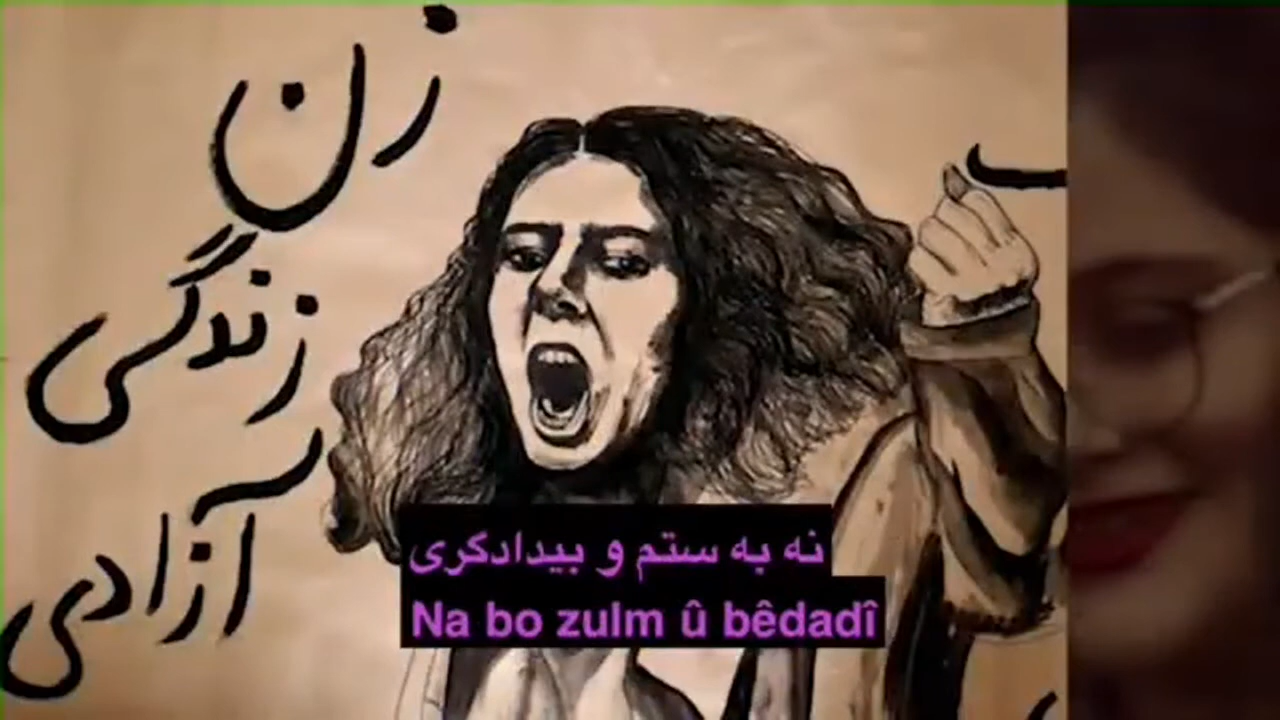 زن
زندگی
آزادی
نه به ستم و بیدادگری
Na bo zulm û bêdadî